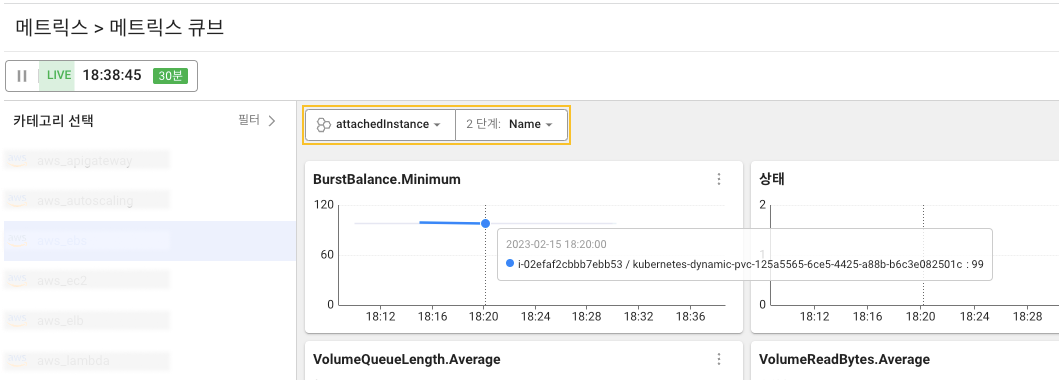 메트릭스 > 메트릭스 큐브
LIVE 18:38:45 30분
카테고리 선택 필터
attachedInstance 2 단계: Name
aws_apigateway
aws_autoscaling
aws_ec2
aws_elb
aws_lambda
BurstBalance.Minimum
120
60
0
18:12 18:16 18:20 18:24 18:28 18:32 18:36
2023-02-15 18:20:00
i-02efaf2cbbb7ebb53 / kubernetes-dynamic-pvc-125a5565-6ce5-4425-a88b-b6c3e082501c : 99
상태
2
1
0
18:12 18:16 18:20 18:24 18:28
VolumeQueueLength.Average
VolumeReadBytes.Average